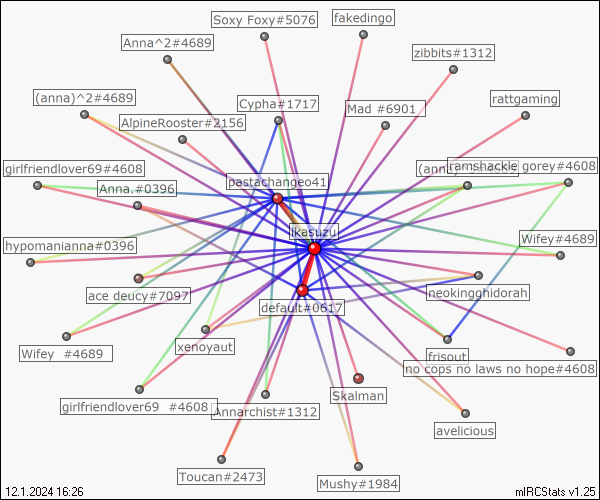 Soxy Foxy#5076
fakedingo
Anna^2#4689
zibbits#1312
(anna)^2#4689
Cypha#1717
Mad #6901
rattgaming
AlpineRooster#2156
girlfriendlover69#4608
ramshackle gorey#4608
pastachangeo41
Anna.#0396
ikasuzu
hypomanianna#0396
Wifey#4689
ace deucy#7097
default#0617
neokingghidorah
Wifey #4689
xenoyaut
frisout
no cops no laws no hope#4608
Skalman
girlfriendlover69 #4608
Annarchist#1312
avelicious
Toucan#2473
Mushy#1984
12.1.2024 16:26
mIRCStats v1.25